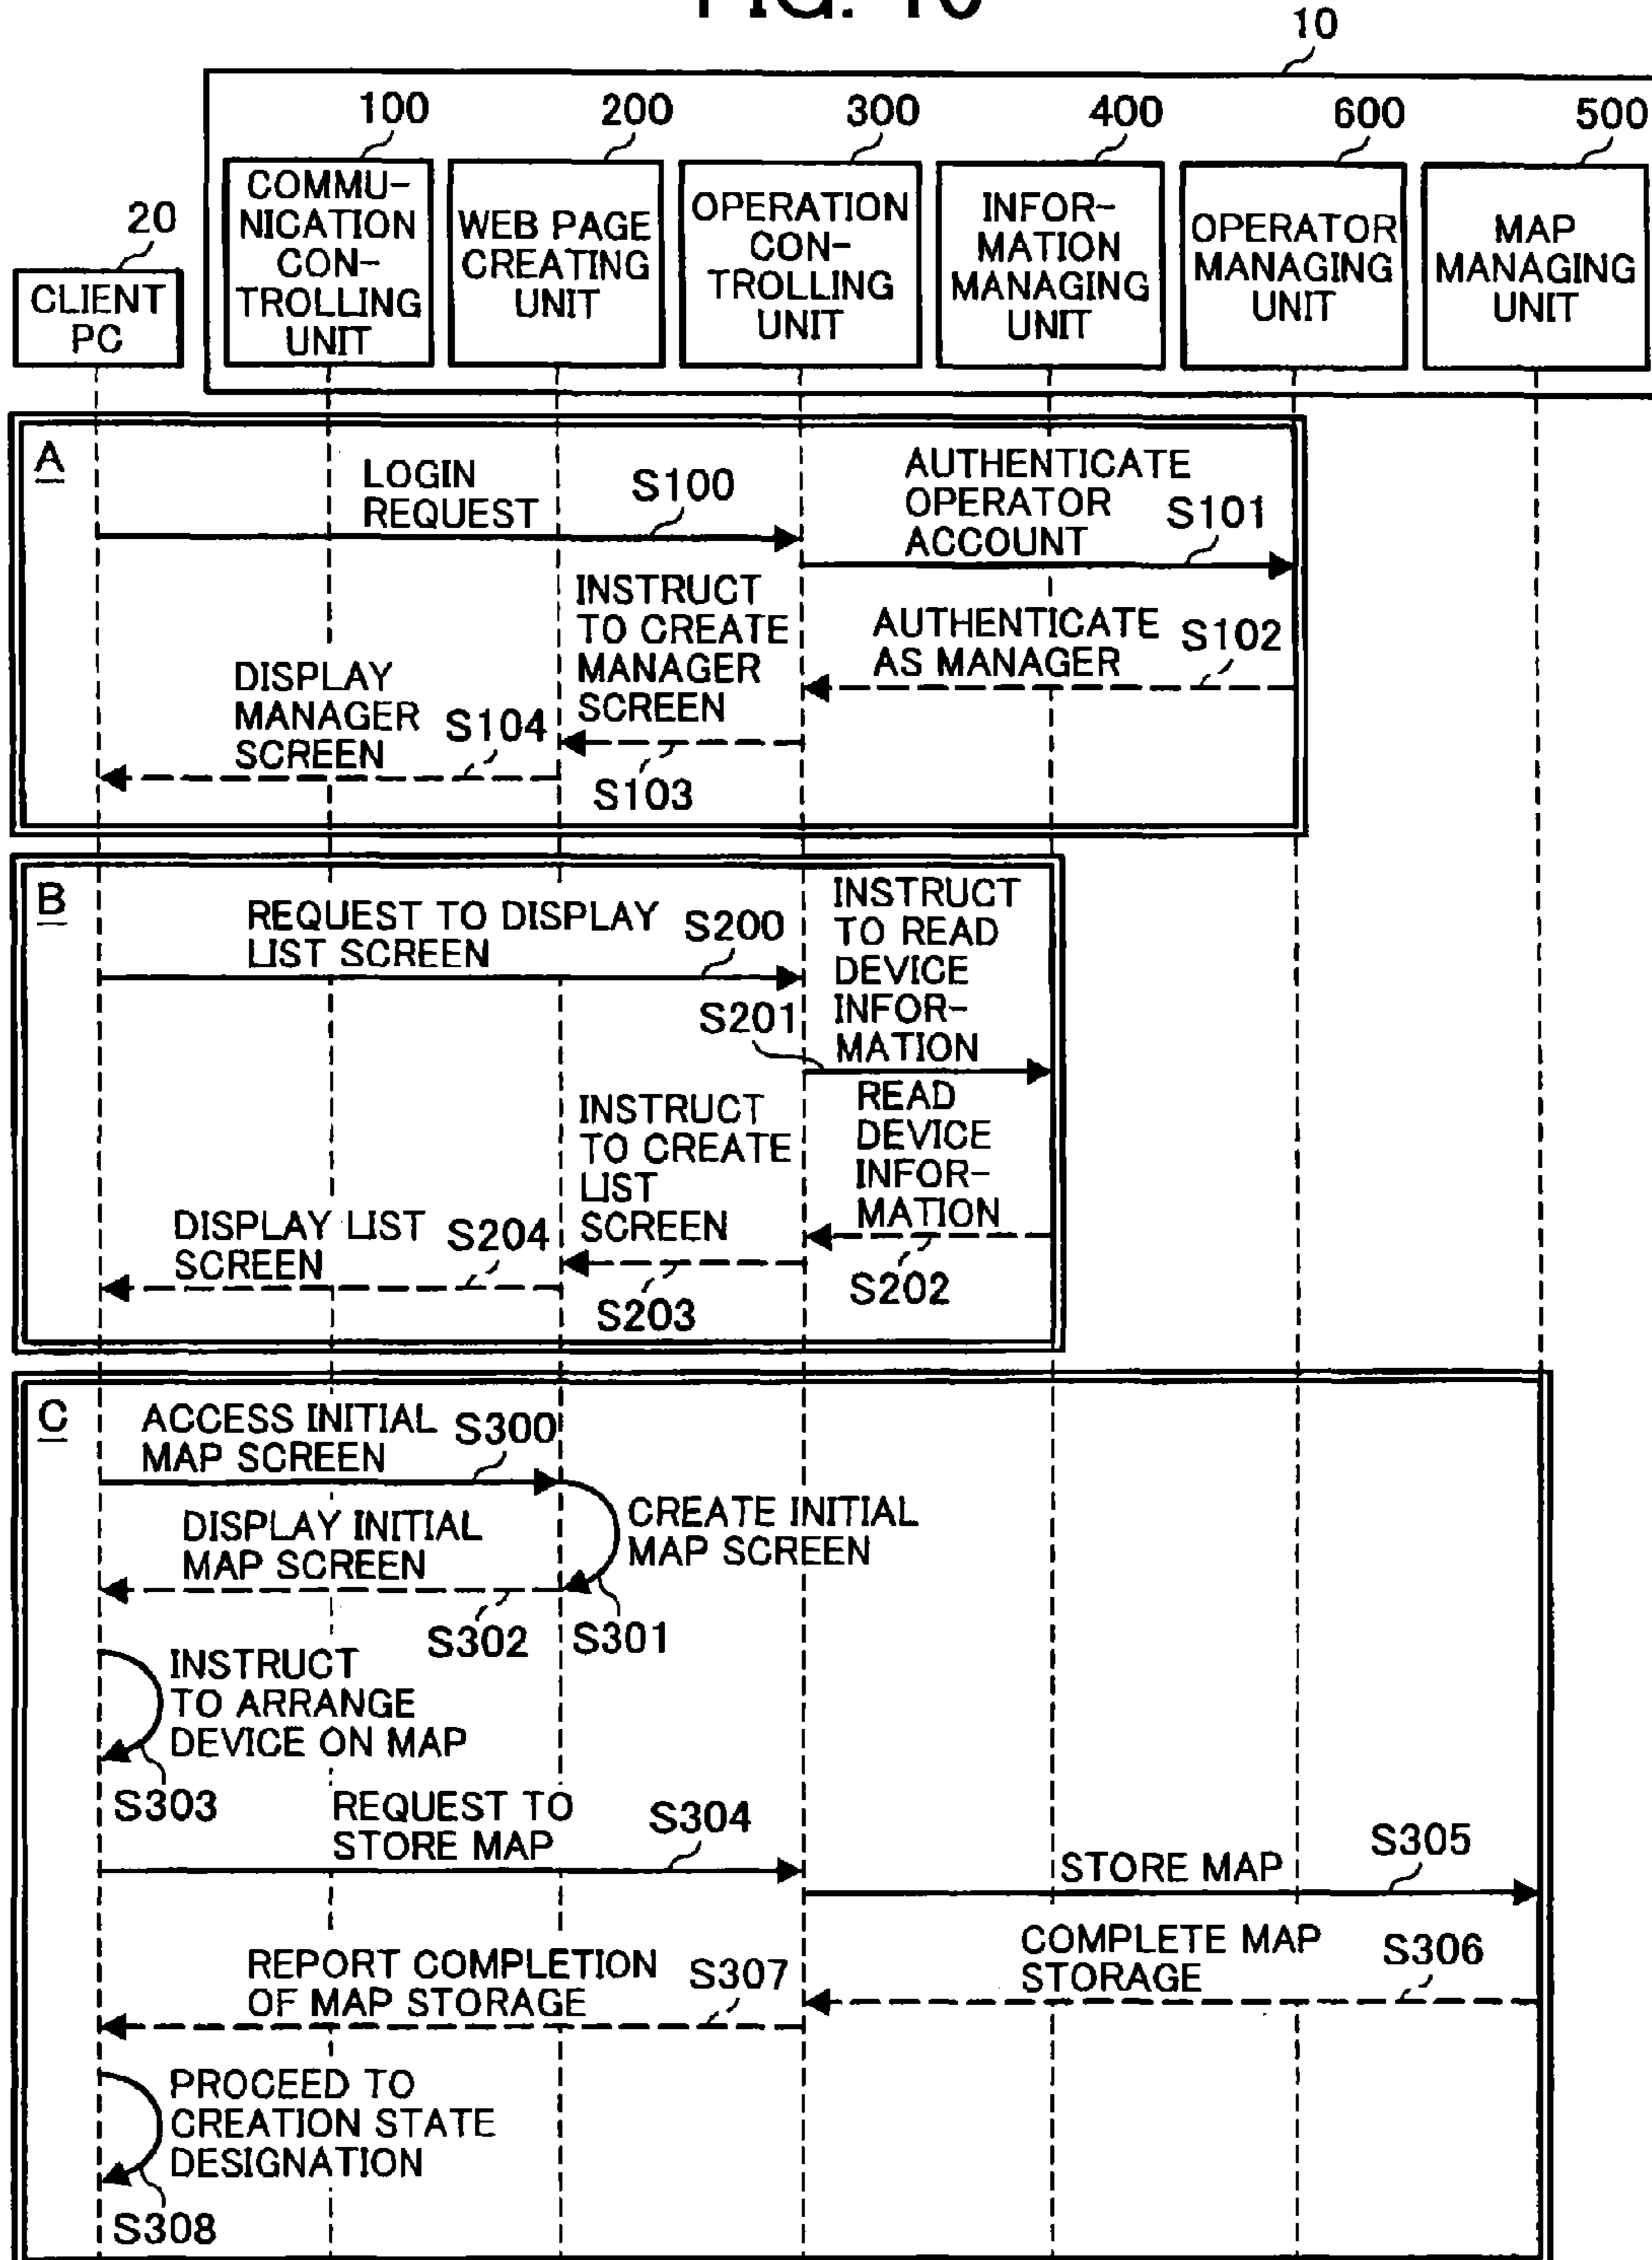 FIG. 10
10
100
200
300
400
600
500
20
CLIENT
PC
COMMU-
NICATION
CON-
TROLLING
UNIT
WEB PAGE
CREATING
UNIT
OPERATION
CON-
TROLLING
UNIT
INFOR-
MATION
MANAGING
UNIT
OPERATOR
MANAGING
UNIT
MAP
MANAGING
UNIT
A
LOGIN
REQUEST
S100
AUTHENTICATE
OPERATOR
ACCOUNT
S101
INSTRUCT
TO CREATE
MANAGER
SCREEN
AUTHENTICATE
AS MANAGER
S102
DISPLAY
MANAGER
SCREEN
S104
S103
B
REQUEST TO DISPLAY
LIST SCREEN
S200
INSTRUCT
TO READ
DEVICE
INFOR-
MATION
S201
INSTRUCT
TO CREATE
LIST
SCREEN
READ
DEVICE
INFOR-
MATION
DISPLAY LIST
SCREEN
S204
S203
S202
C
ACCESS INITIAL
MAP SCREEN
S300
CREATE INITIAL
MAP SCREEN
DISPLAY INITIAL
MAP SCREEN
S302
S301
INSTRUCT
TO ARRANGE
DEVICE ON MAP
S303
REQUEST TO
STORE MAP
S304
STORE MAP
S305
COMPLETE MAP
STORAGE
S306
REPORT COMPLETION
OF MAP STORAGE
S307
PROCEED TO
CREATION STATE
DESIGNATION
S308